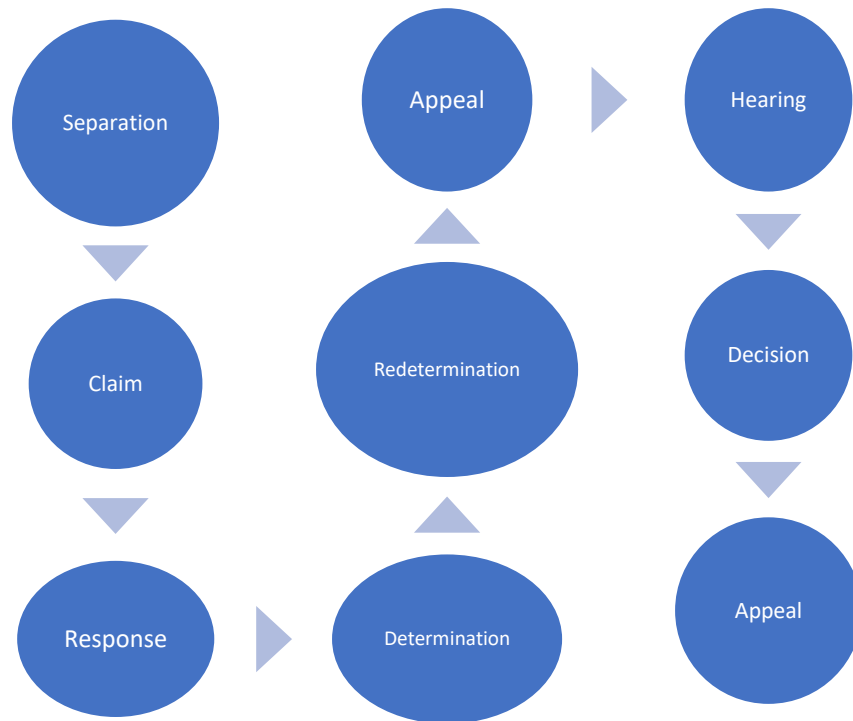 Separation
Claim
Response
Determination
Redetermination
Appeal
Hearing
Decision
Appeal